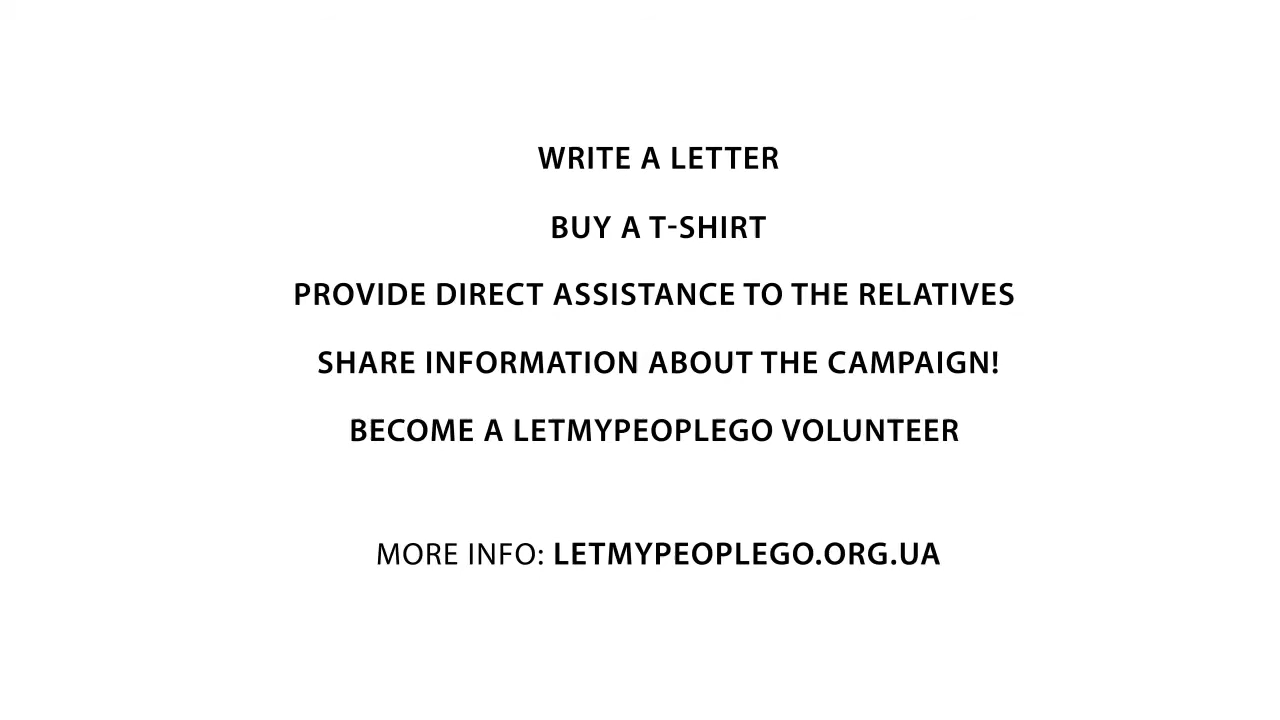 WRITE A LETTER
BUY A T-SHIRT
PROVIDE DIRECT ASSISTANCE TO THE RELATIVES
SHARE INFORMATION ABOUT THE CAMPAIGN!
BECOME A LETMYPEOPLEGO VOLUNTEER
MORE INFO: LETMYPEOPLEGO.ORG.UA